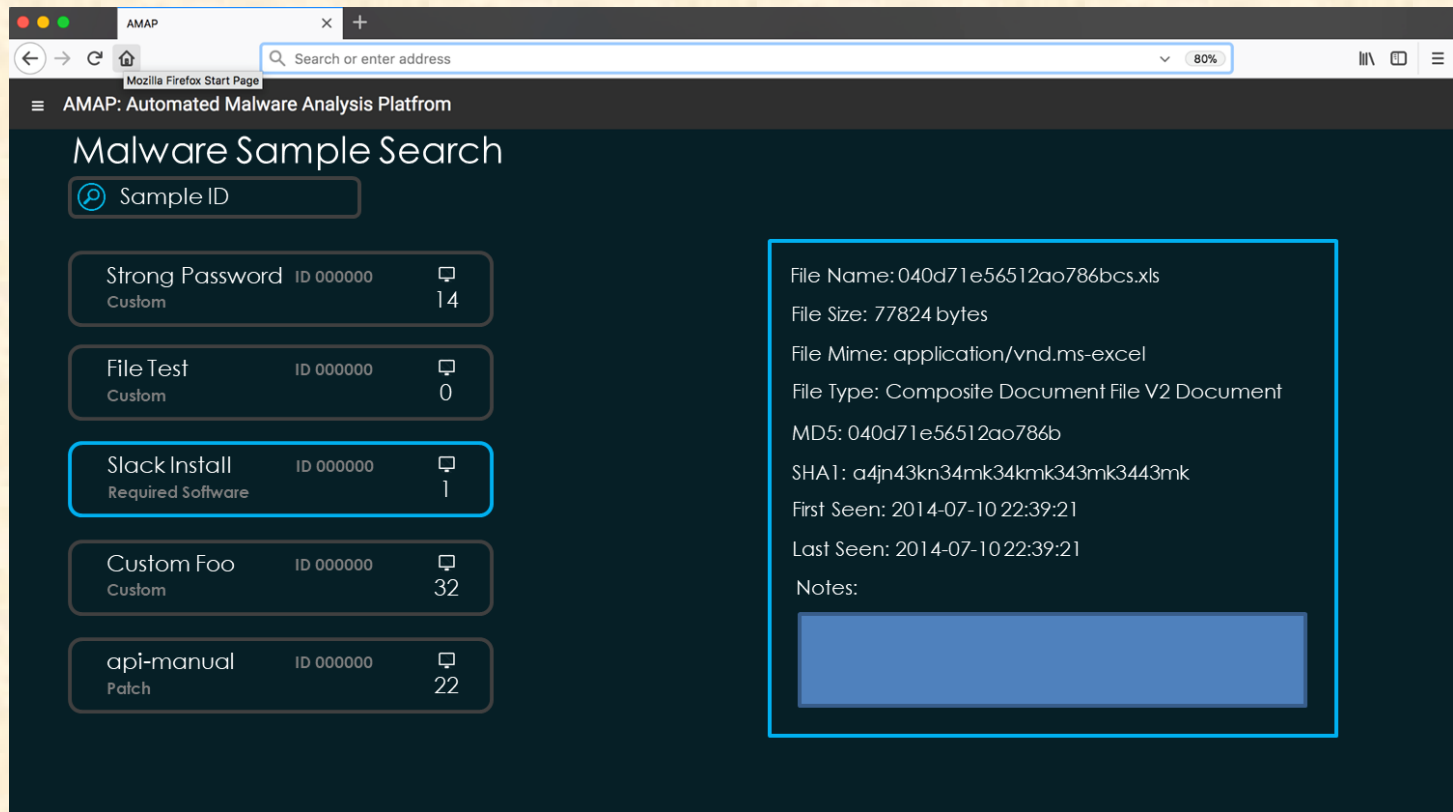 AMAP
Search or enter address
80%
Mozilla Firefox Start Page
AMAP: Automated Malware Analysis Platfrom
Malware Sample Search
Sample ID
Strong Password ID 000000
Custom 14
File Test ID 000000
Custom 0
Slack Install ID 000000
Required Software 1
Custom Foo ID 000000
Custom 32
api-manual ID 000000
Patch 22
File Name: 040d71e56512ao786bcs.xls
File Size: 77824 bytes
File Mime: application/vnd.ms-excel
File Type: Composite Document File V2 Document
MD5: 040d71e56512ao786b
SHA1: a4jn43kn34mk34kmk343mk3443mk
First Seen: 2014-07-10 22:39:21
Last Seen: 2014-07-10 22:39:21
Notes: